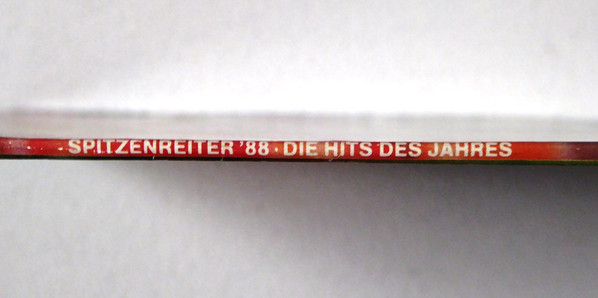 SPITZENREITER '88 · DIE HITS DES JAHRES